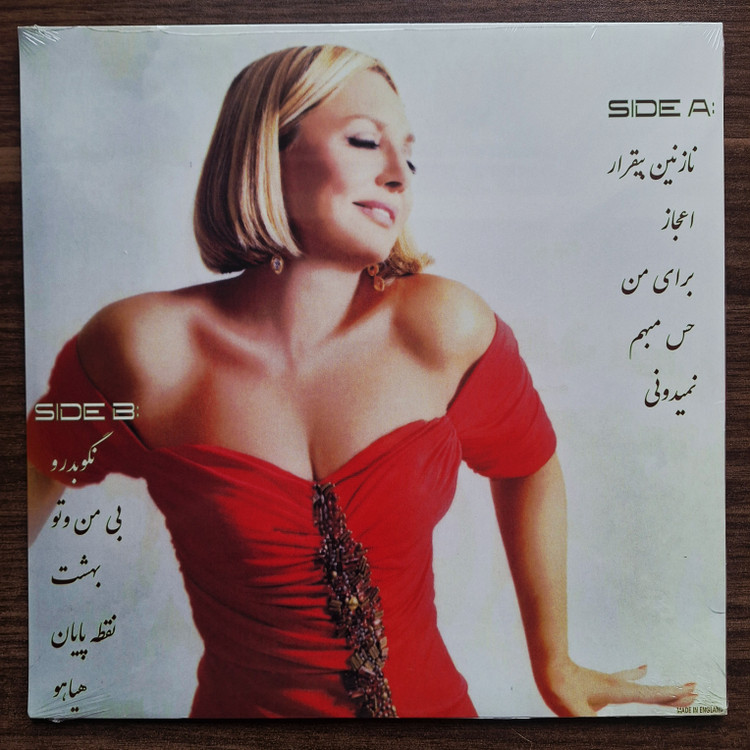 SIDE A:
نازنین بیقرار
اعجاز
برای من
حس مبهم
نمیدونی
SIDE B:
نگو بدرو
بی من و تو
بهشت
نقطه پایان
هیاهو
MADE IN ENGLAND